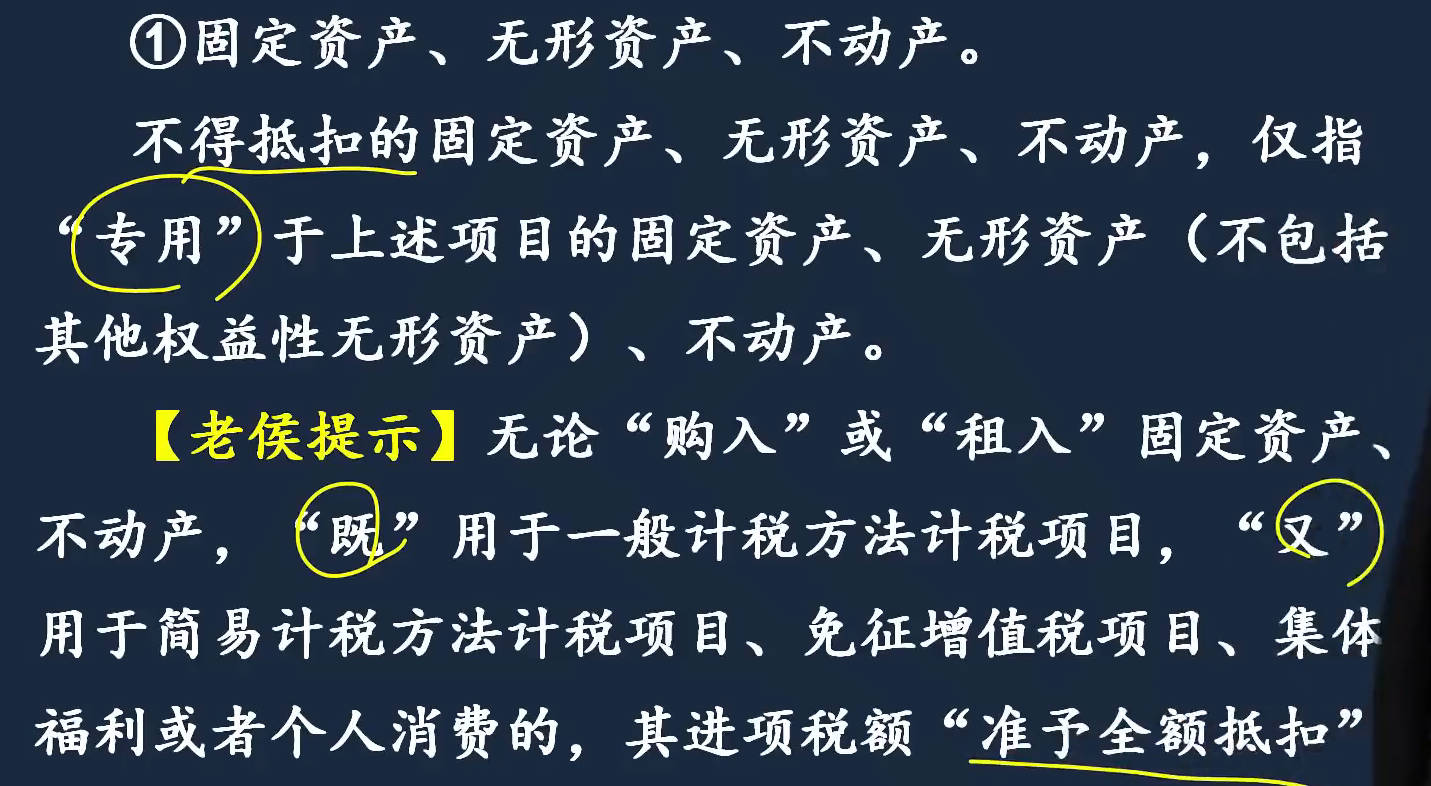 ①固定资产、无形资产、不动产。
不得抵扣的固定资产、无形资产、不动产，仅指
“专用”于上述项目的固定资产、无形资产（不包括
其他权益性无形资产）、不动产。
【老侯提示】无论“购入”或“租入”固定资产、
不动产，“既”用于一般计税方法计税项目，“又”
用于简易计税方法计税项目、免征增值税项目、集体
福利或者个人消费的，其进项税额“准予全额抵扣”